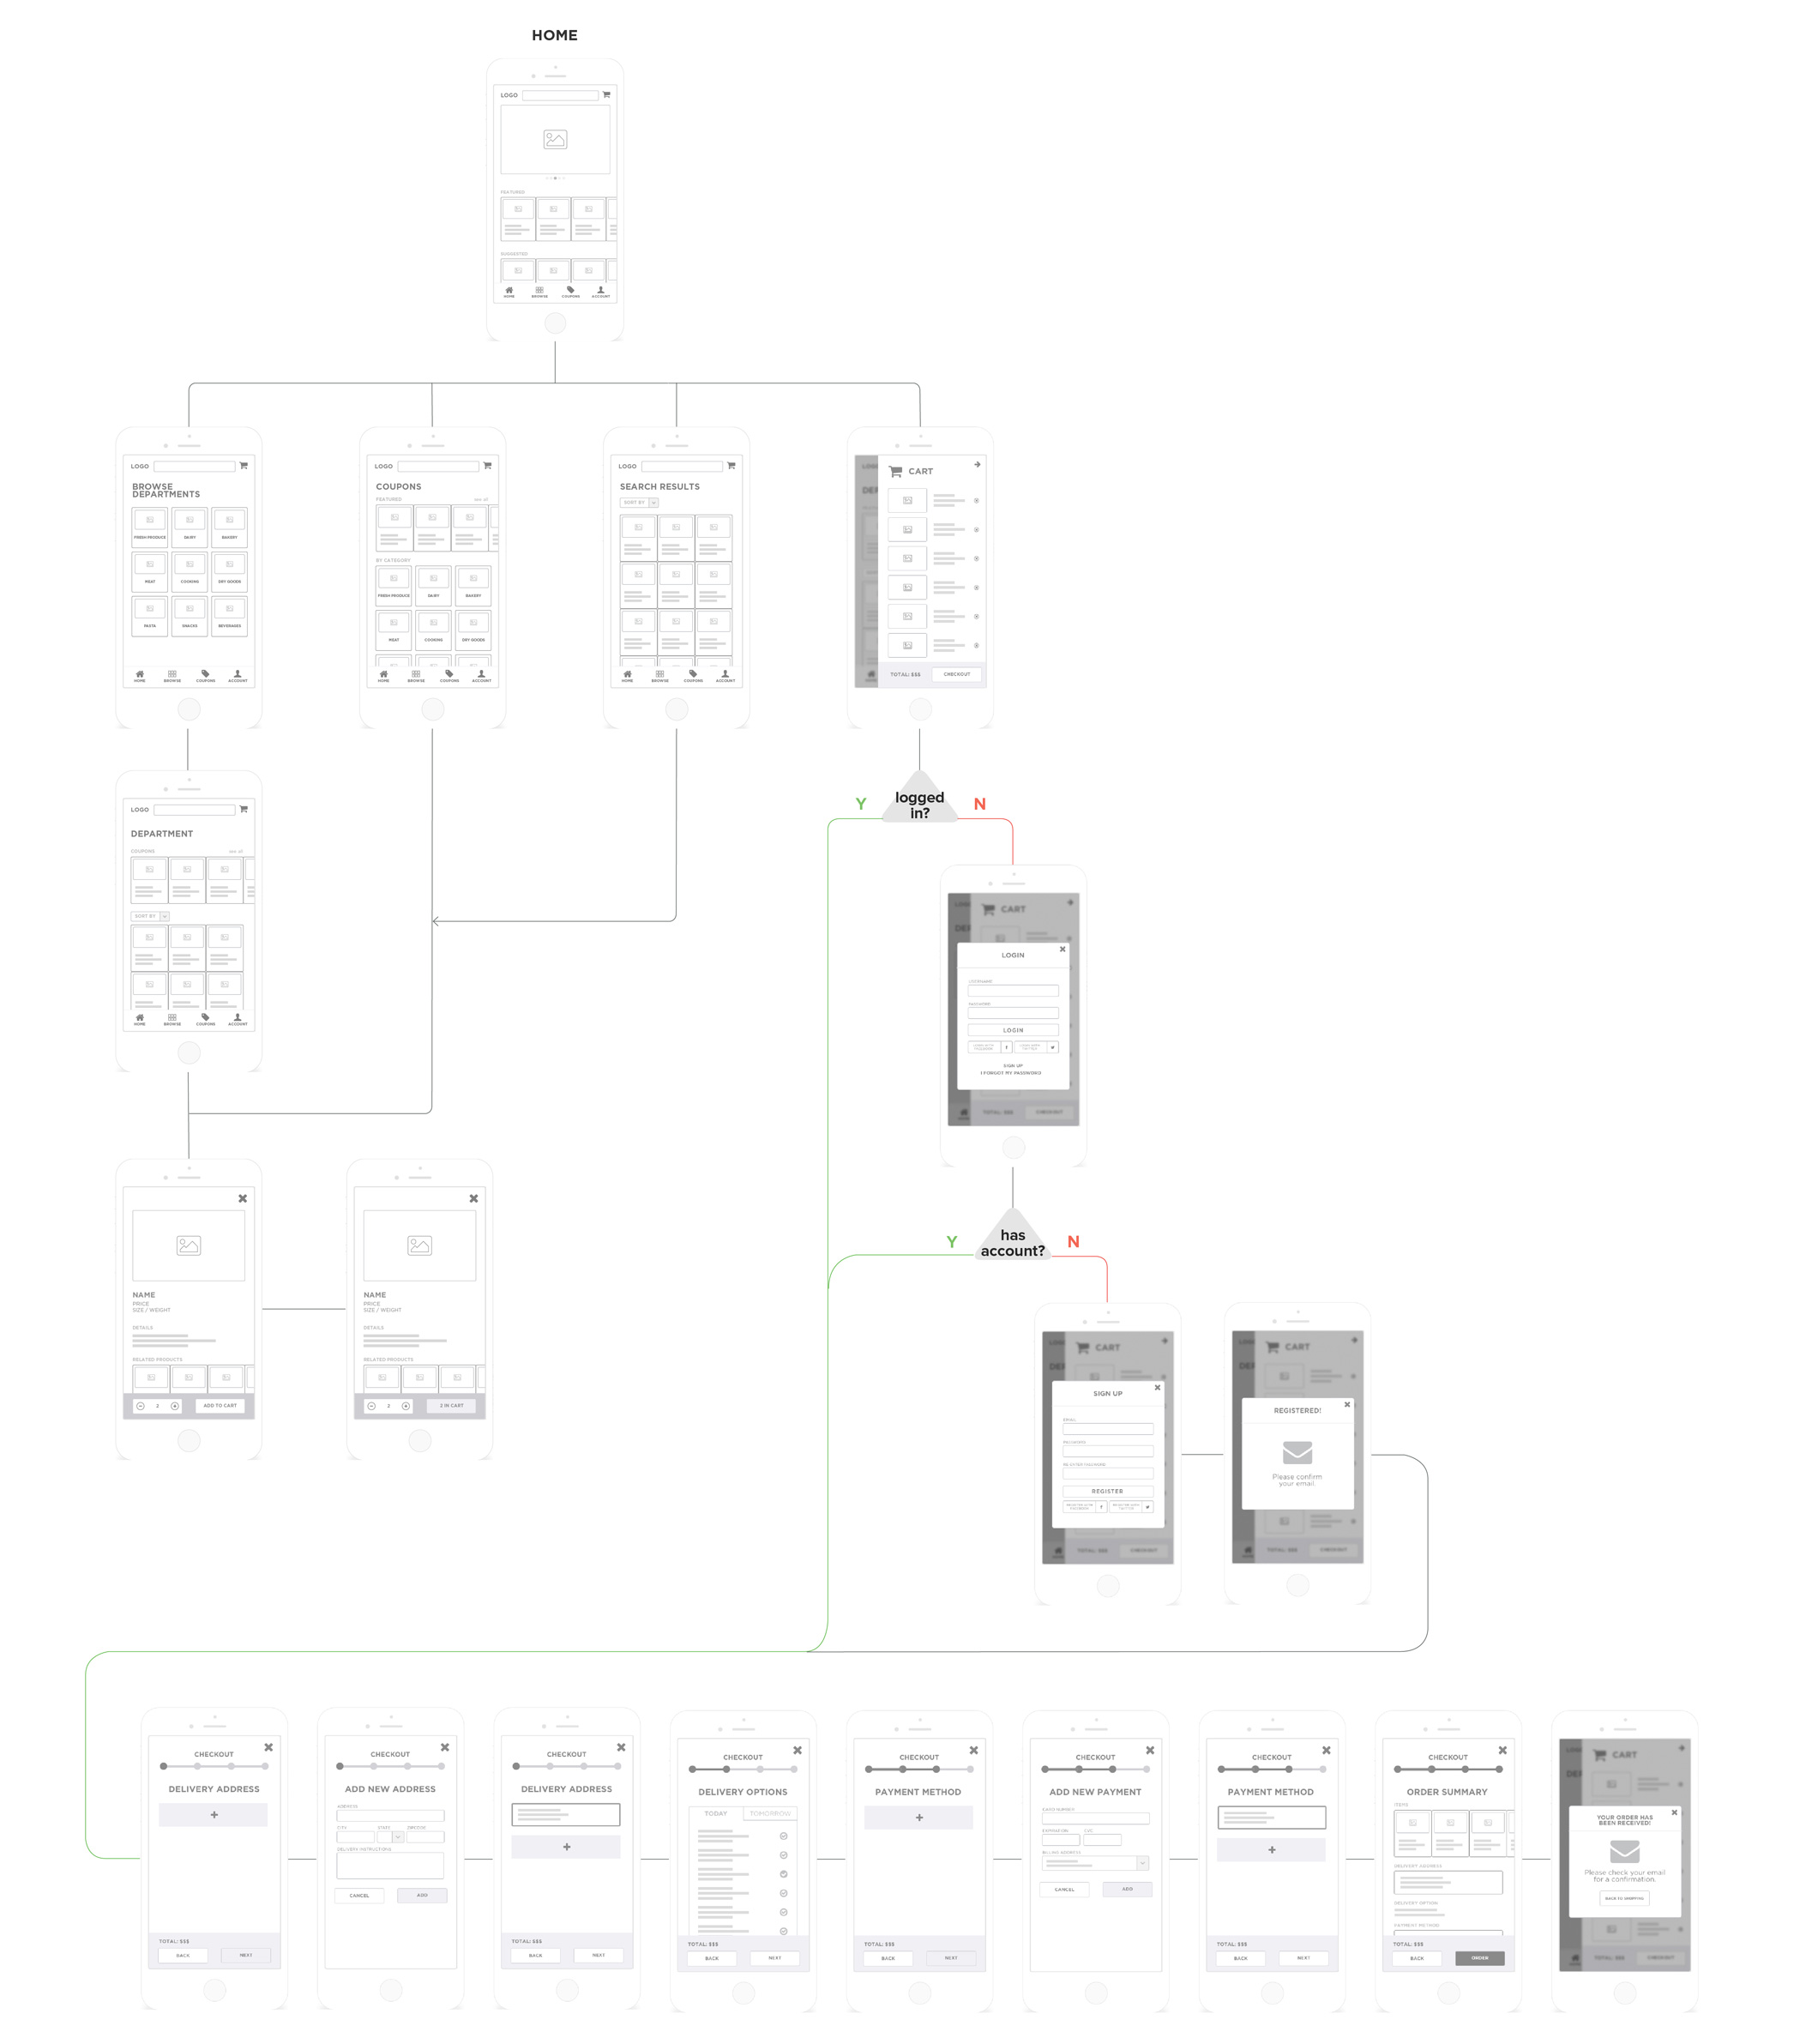 HOME
LOGO
FEATURED
SUGGESTED
HOME BROWSE COUPONS ACCOUNT
LOGO
BROWSE
DEPARTMENTS
FRESH PRODUCE DAIRY BAKERY
MEAT COOKING DRY GOODS
PASTA SNACKS BEVERAGES
HOME BROWSE COUPONS ACCOUNT
LOGO
COUPONS
FEATURED see all
BY CATEGORY
FRESH PRODUCE DAIRY BAKERY
MEAT COOKING DRY GOODS
HOME BROWSE COUPONS ACCOUNT
LOGO
SEARCH RESULTS
SORT BY
HOME BROWSE COUPONS ACCOUNT
CART
TOTAL: $$$ CHECKOUT
Y
logged
in?
N
LOGO
DEPARTMENT
COUPONS see all
SORT BY
HOME BROWSE COUPONS ACCOUNT
CART
LOGIN
USERNAME
PASSWORD
LOGIN
SIGN UP
I FORGOT MY PASSWORD
TOTAL: $$$ CHECKOUT
Y
has
account?
N
NAME
PRICE
SIZE / WEIGHT
DETAILS
RELATED PRODUCTS
2 ADD TO CART
NAME
PRICE
SIZE / WEIGHT
DETAILS
RELATED PRODUCTS
2 2 IN CART
CART
SIGN UP
EMAIL
PASSWORD
RE-ENTER PASSWORD
REGISTER
TOTAL: $$$ CHECKOUT
CART
REGISTERED!
Please confirm
your email.
TOTAL: $$$ CHECKOUT
CHECKOUT
DELIVERY ADDRESS
+
TOTAL: $$$
BACK NEXT
CHECKOUT
ADD NEW ADDRESS
ADDRESS
CITY STATE ZIPCODE
DELIVERY INSTRUCTIONS
CANCEL ADD
CHECKOUT
DELIVERY ADDRESS
+
TOTAL: $$$
BACK NEXT
CHECKOUT
DELIVERY OPTIONS
TODAY TOMORROW
TOTAL: $$$
BACK NEXT
CHECKOUT
PAYMENT METHOD
+
TOTAL: $$$
BACK NEXT
CHECKOUT
ADD NEW PAYMENT
CARD NUMBER
EXPIRATION CVC
BILLING ADDRESS
CANCEL ADD
CHECKOUT
PAYMENT METHOD
+
TOTAL: $$$
BACK NEXT
CHECKOUT
ORDER SUMMARY
ITEMS
DELIVERY ADDRESS
DELIVERY OPTION
PAYMENT METHOD
TOTAL: $$$
BACK ORDER
CART
YOUR ORDER HAS
BEEN RECEIVED!
Please check your email
for a confirmation.
BACK TO SHOPPING
TOTAL: $$$ CHECKOUT